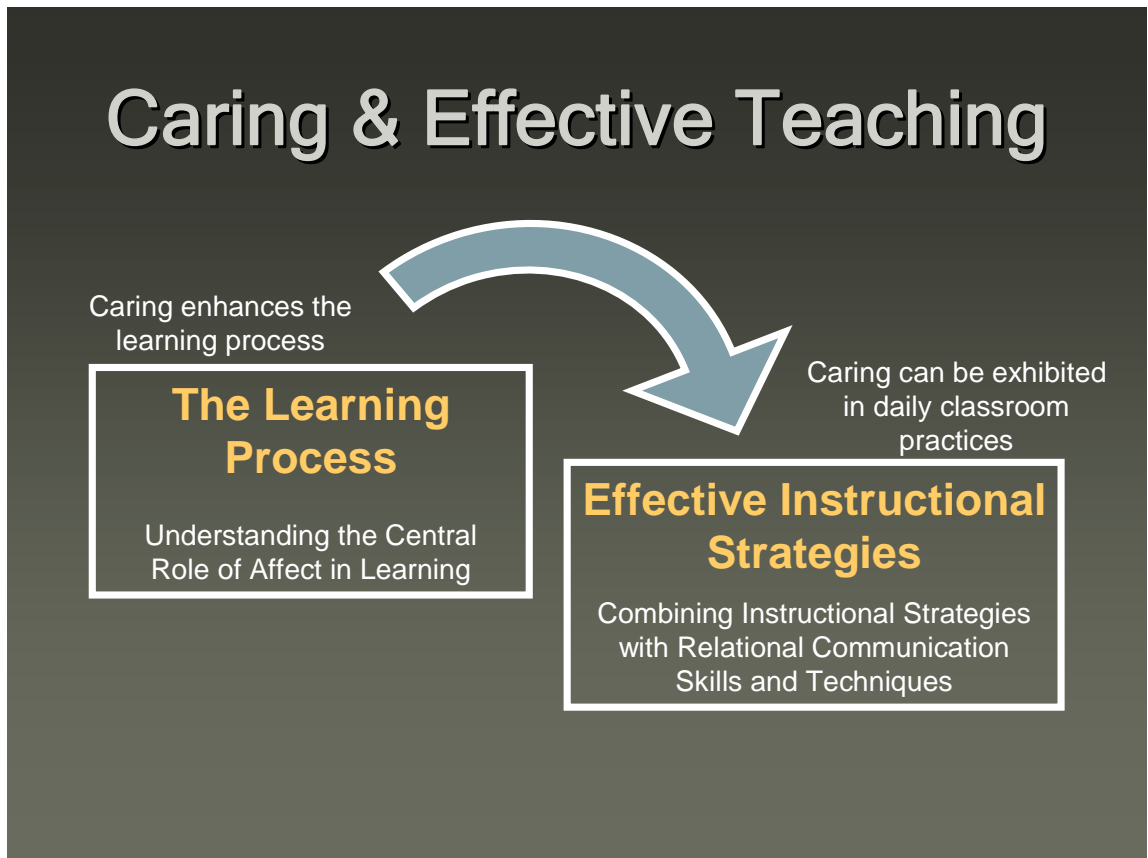 Caring & Effective Teaching
Caring enhances the
learning process
The Learning
Process
Understanding the Central
Role of Affect in Learning
Caring can be exhibited
in daily classroom
practices
Effective Instructional
Strategies
Combining Instructional Strategies
with Relational Communication
Skills and Techniques